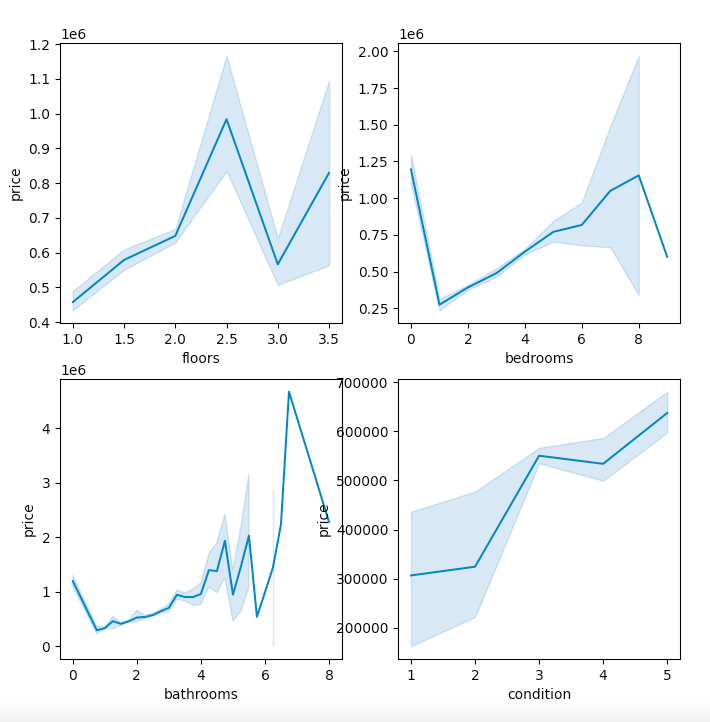 1e6
1.2
1.1
1.0
0.9
0.8
0.7
0.6
0.5
0.4
price
1.0 1.5 2.0 2.5 3.0 3.5
floors
1e6
2.00
1.75
1.50
1.25
1.00
0.75
0.50
0.25
price
0 2 4 6 8
bedrooms
1e6
4
3
2
1
0
price
0 2 4 6 8
bathrooms
700000
600000
500000
400000
300000
200000
price
1 2 3 4 5
condition